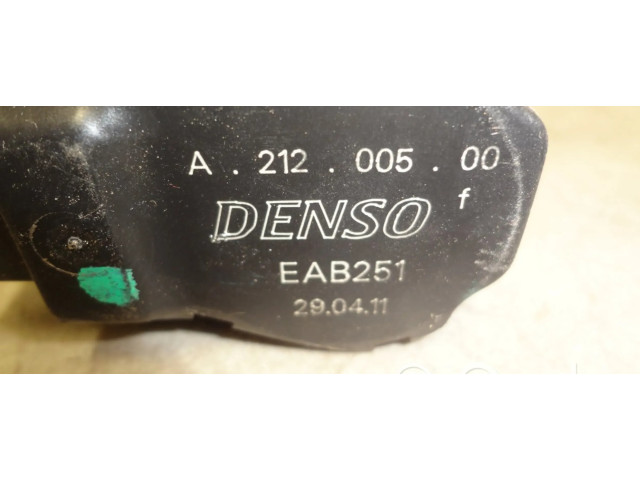 A . 212 . 005 . 00
f
DENSO
EAB251
29.04.11